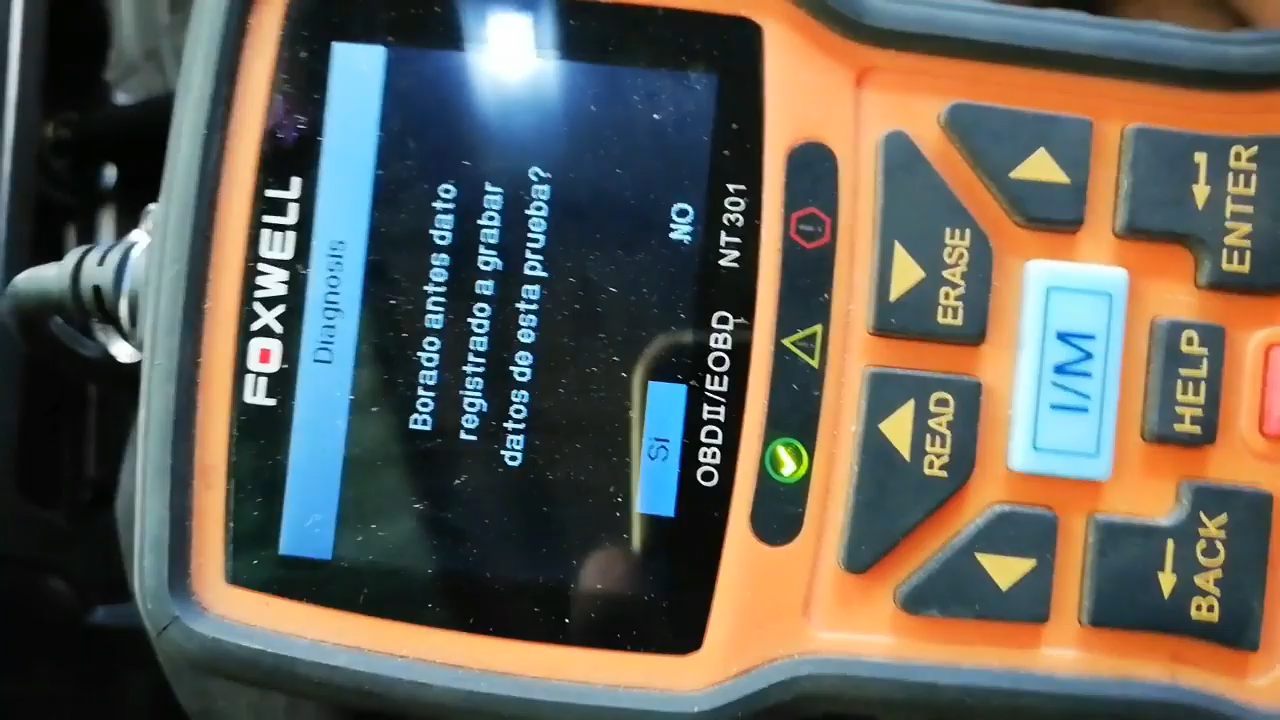 FOXWELL
Diagnosis
Borado antes dato
registrado a grabar
datos de esta prueba?
Sí
NO
OBDII/EOBD NT301
READ
ERASE
I/M
BACK
HELP
ENTER